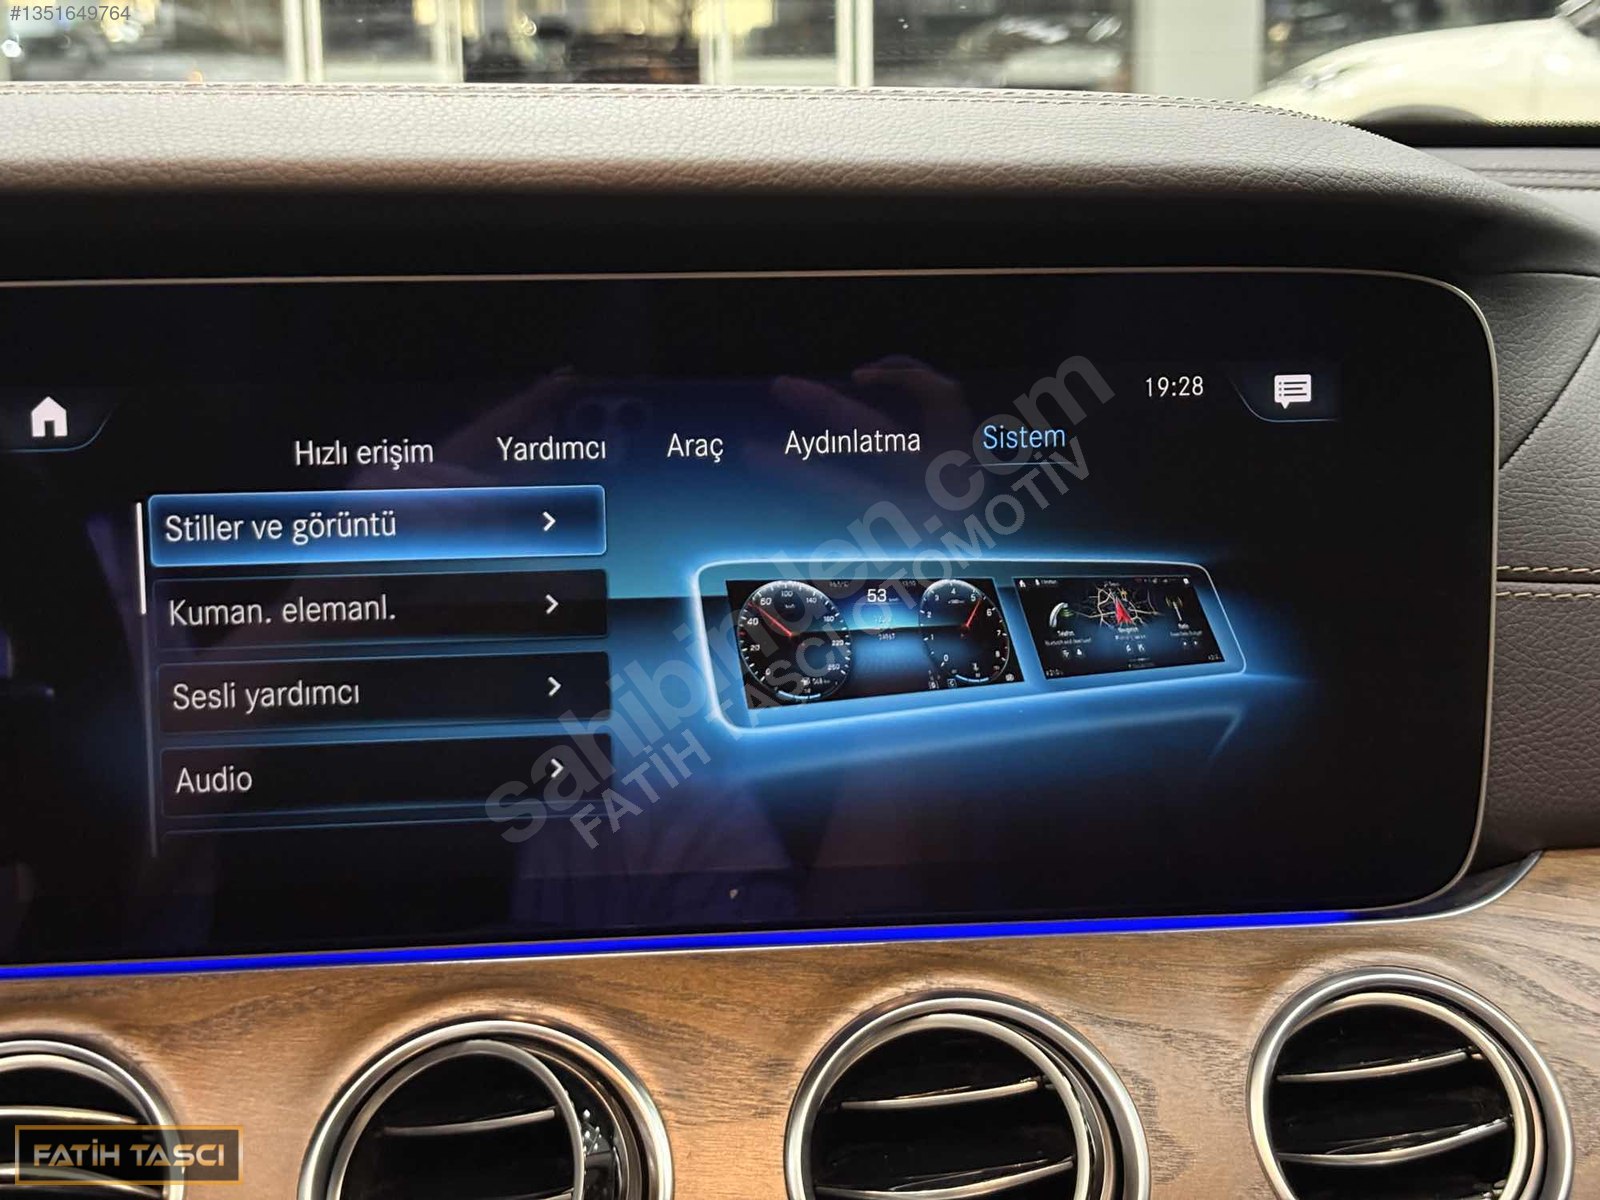 #1351649764
19:28
Hızlı erişim
Yardımcı
Araç
Aydınlatma
Sistem
Stiller ve görüntü
Kuman. elemanl.
Sesli yardımcı
Audio
53
sahibinden.com
FATİH TAŞCI OTOMOTİV
FATİH TAŞCI